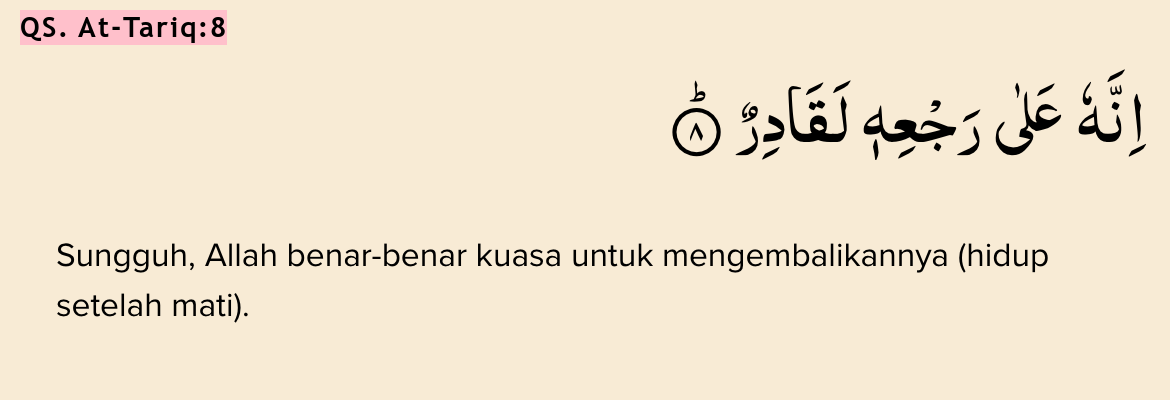 QS. At-Tariq:8
اِنَّهٗ عَلٰى رَجْعِهٖ لَقَادِرٌ ۗ ٨
Sungguh, Allah benar-benar kuasa untuk mengembalikannya (hidup
setelah mati).